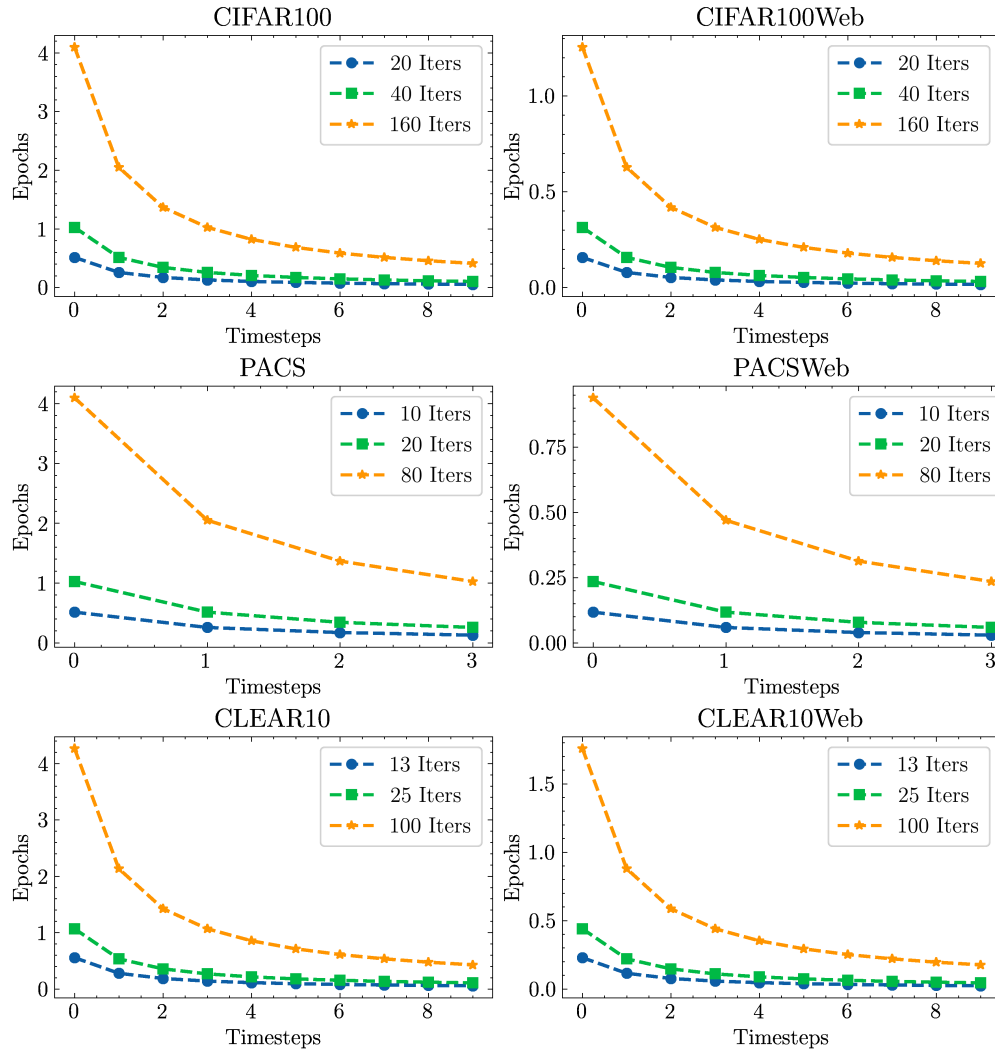 CIFAR100
4
3
2
1
0
Epochs
20 Iters
40 Iters
160 Iters
0 2 4 6 8
Timesteps
CIFAR100Web
1.0
0.5
0.0
Epochs
20 Iters
40 Iters
160 Iters
0 2 4 6 8
Timesteps
PACS
4
3
2
1
0
Epochs
10 Iters
20 Iters
80 Iters
0 1 2 3
Timesteps
PACSWeb
0.75
0.50
0.25
0.00
Epochs
10 Iters
20 Iters
80 Iters
0 1 2 3
Timesteps
CLEAR10
4
3
2
1
0
Epochs
13 Iters
25 Iters
100 Iters
0 2 4 6 8
Timesteps
CLEAR10Web
1.5
1.0
0.5
0.0
Epochs
13 Iters
25 Iters
100 Iters
0 2 4 6 8
Timesteps